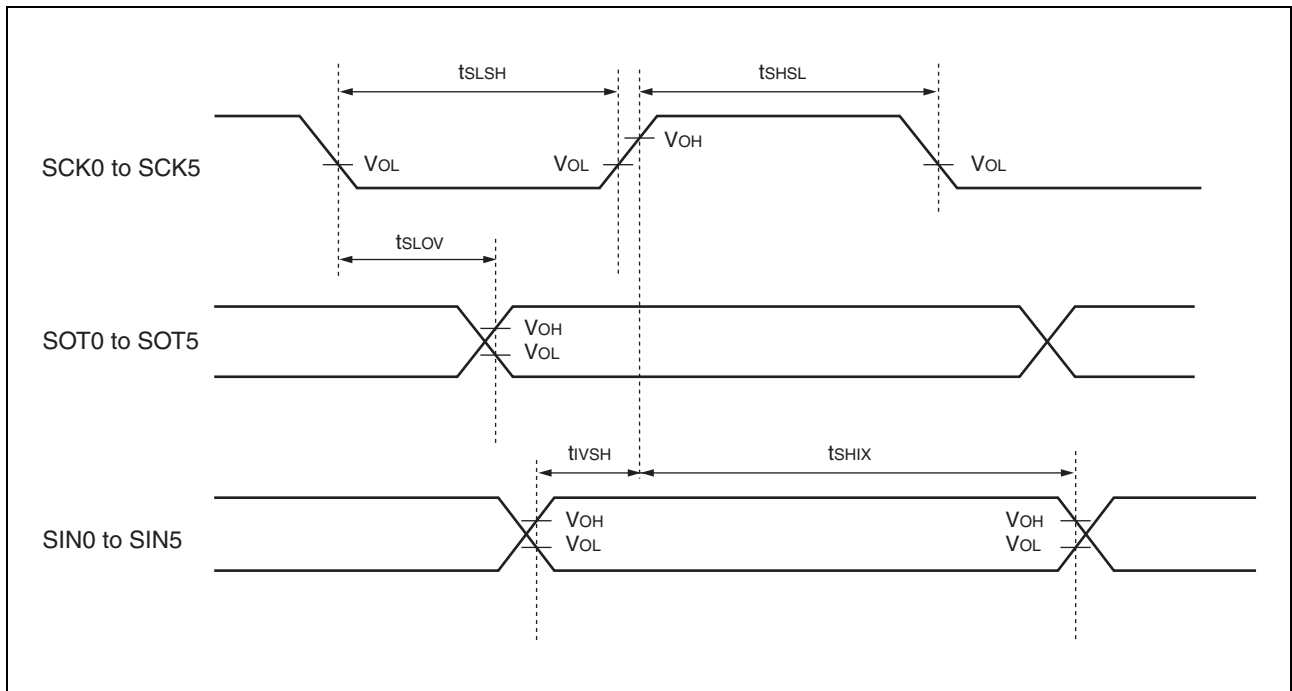 tSLSH
tSHSL
VOH
SCK0 to SCK5
VOL
VOL
VOL
tSLOV
SOT0 to SOT5
VOH
VOL
tIVSH
tSHIX
VOH
VOH
SIN0 to SIN5
VOL
VOL